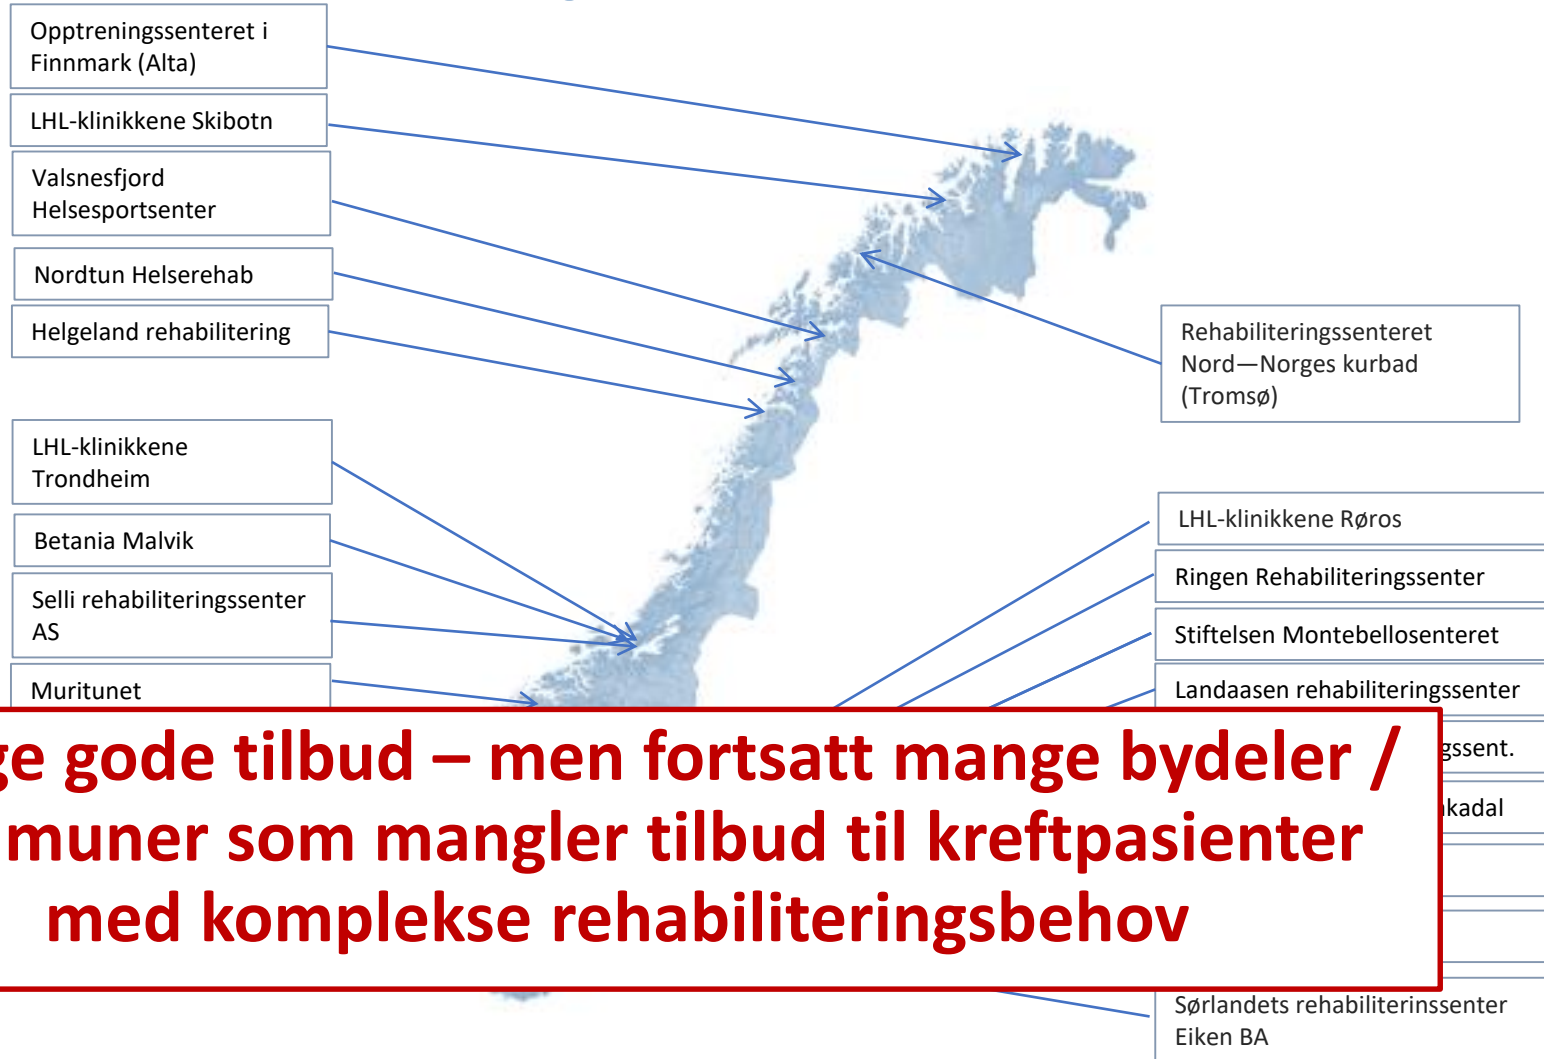 Opptreningssenteret i
Finnmark (Alta)
LHL-klinikkene Skibotn
Valsnesfjord
Helsesportsenter
Nordtun Helserehab
Helgeland rehabilitering
Rehabiliteringssenteret
Nord—Norges kurbad
(Tromsø)
LHL-klinikkene
Trondheim
Betania Malvik
Selli rehabiliteringssenter
AS
Muritunet
LHL-klinikkene Røros
Ringen Rehabiliteringssenter
Stiftelsen Montebellosenteret
Landaasen rehabiliteringssenter
gssent.
kadal
ge gode tilbud – men fortsatt mange bydeler /
muner som mangler tilbud til kreftpasienter
med komplekse rehabiliteringsbehov
Sørlandets rehabiliterinssenter
Eiken BA